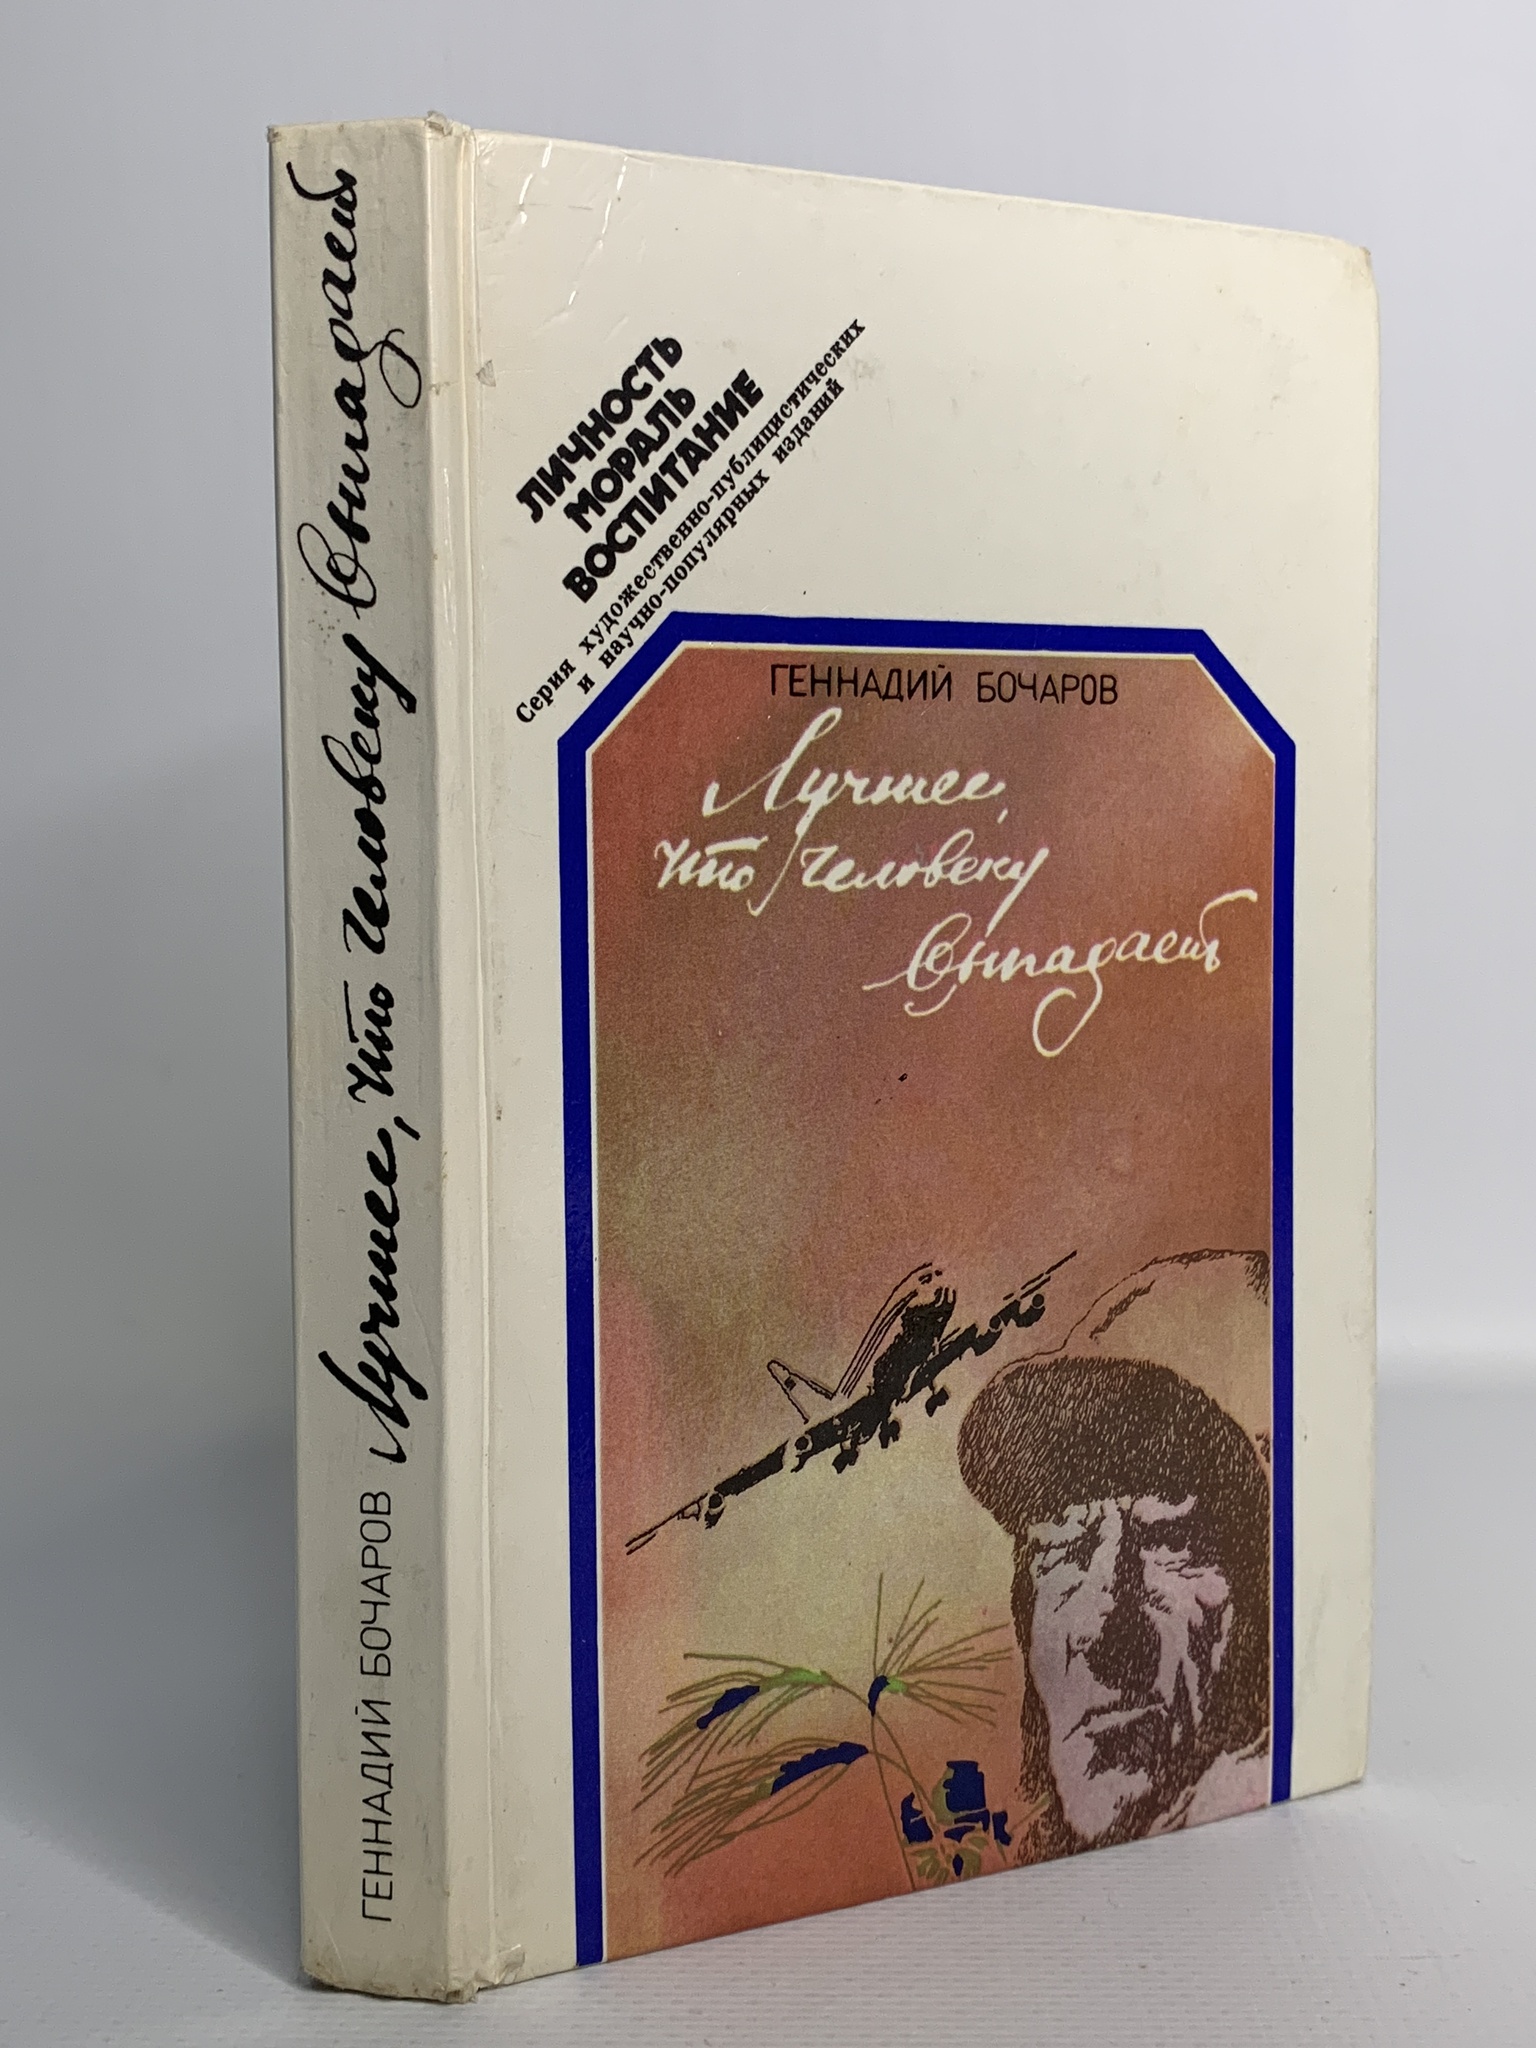 Лучшее, что человеку выпадает
ГЕННАДИЙ БОЧАРОВ
ЛИЧНОСТЬ
МОРАЛЬ
ВОСПИТАНИЕ
Серия художественно-публицистических
и научно-популярных изданий
ГЕННАДИЙ БОЧАРОВ
Лучшее,
что человеку
выпадает